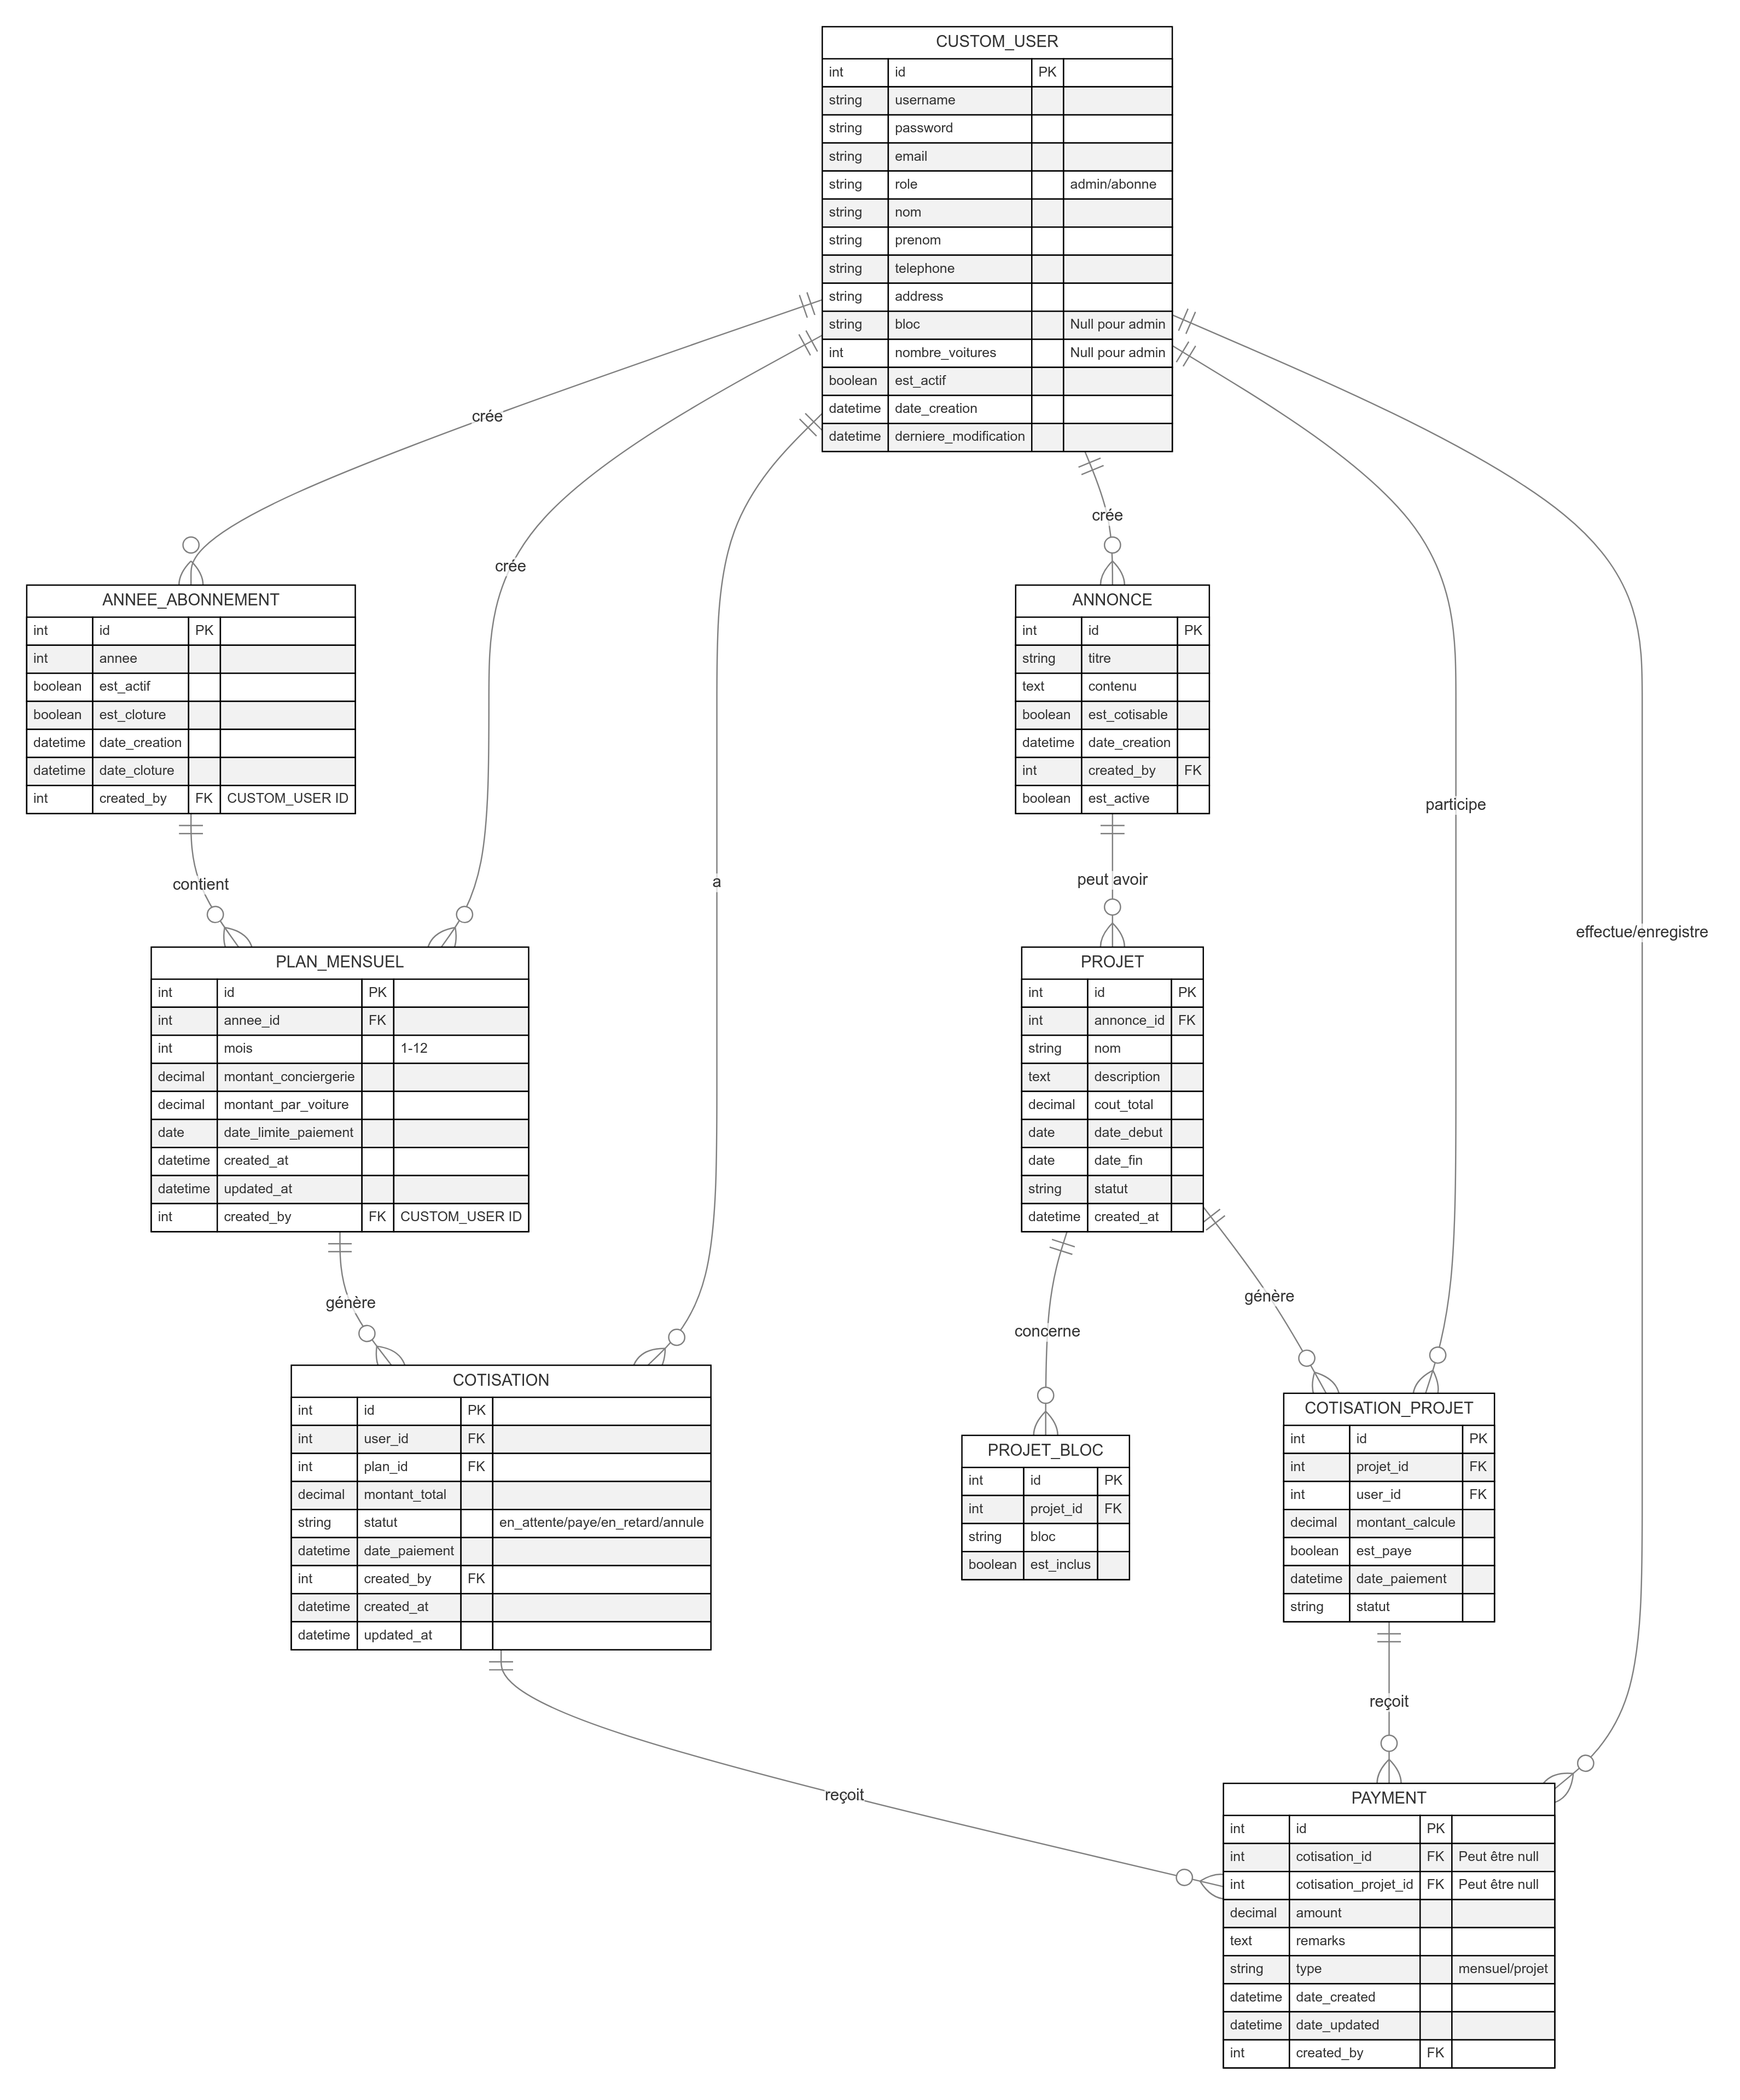 CUSTOM_USER
int id PK
string username
string password
string email
string role admin/abonne
string nom
string prenom
string telephone
string address
string bloc Null pour admin
int nombre_voitures Null pour admin
boolean est_actif
datetime date_creation
datetime derniere_modification
crée
crée
a
crée
participe
effectue/enregistre
ANNEE_ABONNEMENT
int id PK
int annee
boolean est_actif
boolean est_cloture
datetime date_creation
datetime date_cloture
int created_by FK CUSTOM_USER ID
ANNONCE
int id PK
string titre
text contenu
boolean est_cotisable
datetime date_creation
int created_by FK
boolean est_active
contient
peut avoir
PLAN_MENSUEL
int id PK
int annee_id FK
int mois 1-12
decimal montant_conciergerie
decimal montant_par_voiture
date date_limite_paiement
datetime created_at
datetime updated_at
int created_by FK CUSTOM_USER ID
PROJET
int id PK
int annonce_id FK
string nom
text description
decimal cout_total
date date_debut
date date_fin
string statut
datetime created_at
génère
concerne
génère
COTISATION
int id PK
int user_id FK
int plan_id FK
decimal montant_total
string statut en_attente/paye/en_retard/annule
datetime date_paiement
int created_by FK
datetime created_at
datetime updated_at
PROJET_BLOC
int id PK
int projet_id FK
string bloc
boolean est_inclus
COTISATION_PROJET
int id PK
int projet_id FK
int user_id FK
decimal montant_calcule
boolean est_paye
datetime date_paiement
string statut
reçoit
reçoit
PAYMENT
int id PK
int cotisation_id FK Peut être null
int cotisation_projet_id FK Peut être null
decimal amount
text remarks
string type mensuel/projet
datetime date_created
datetime date_updated
int created_by FK